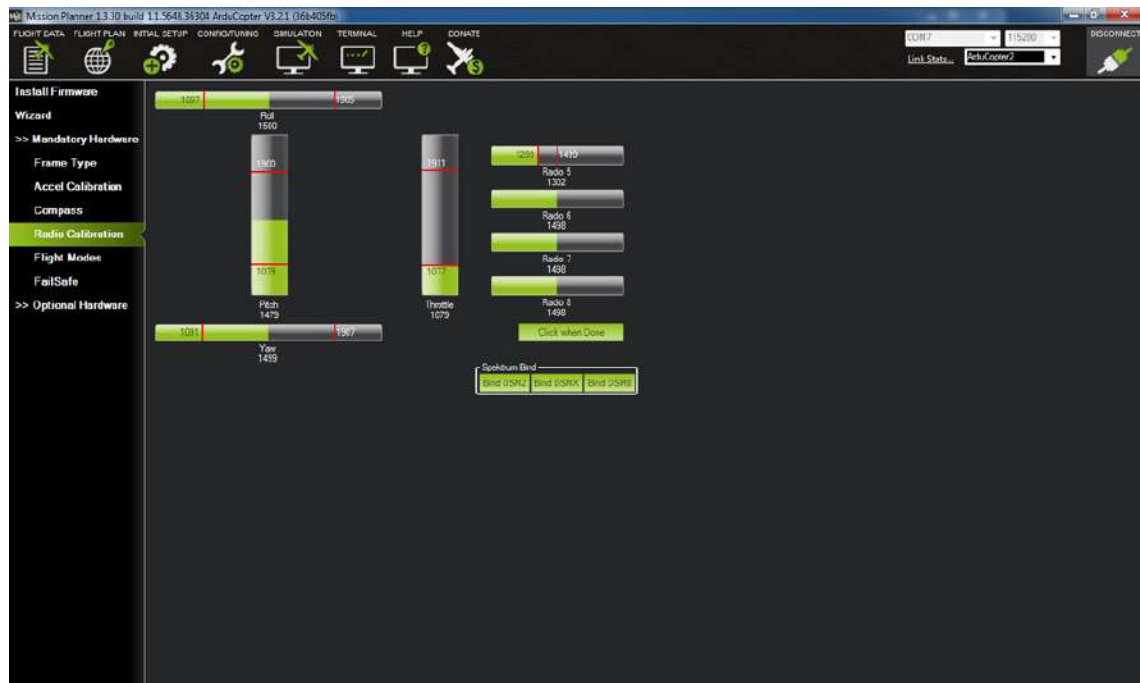 Mission Planner 1.3.30 build 1.1.5648.36304 ArduCopter V3.2.1 (36b405fb)
FLIGHT DATA FLIGHT PLAN INITIAL SETUP CONFIG/TUNING SIMULATION TERMINAL HELP DONATE
COM7 115200 DISCONNECT
Link Stats... ArduCopter2
Install Firmware
Wizard
>> Mandatory Hardware
Frame Type
Accel Calibration
Compass
Radio Calibration
Flight Modes
FailSafe
>> Optional Hardware
1097 1905
Roll
1500
1900
1079
Pitch
1479
1911
1077
Throttle
1079
Radio 5
1302
Radio 6
1498
Radio 7
1498
Radio 8
1498
Click when Done
1091 1907
Yaw
1499
Spektrum Bind
Bind DSM2 Bind DSMX Bind DSM8